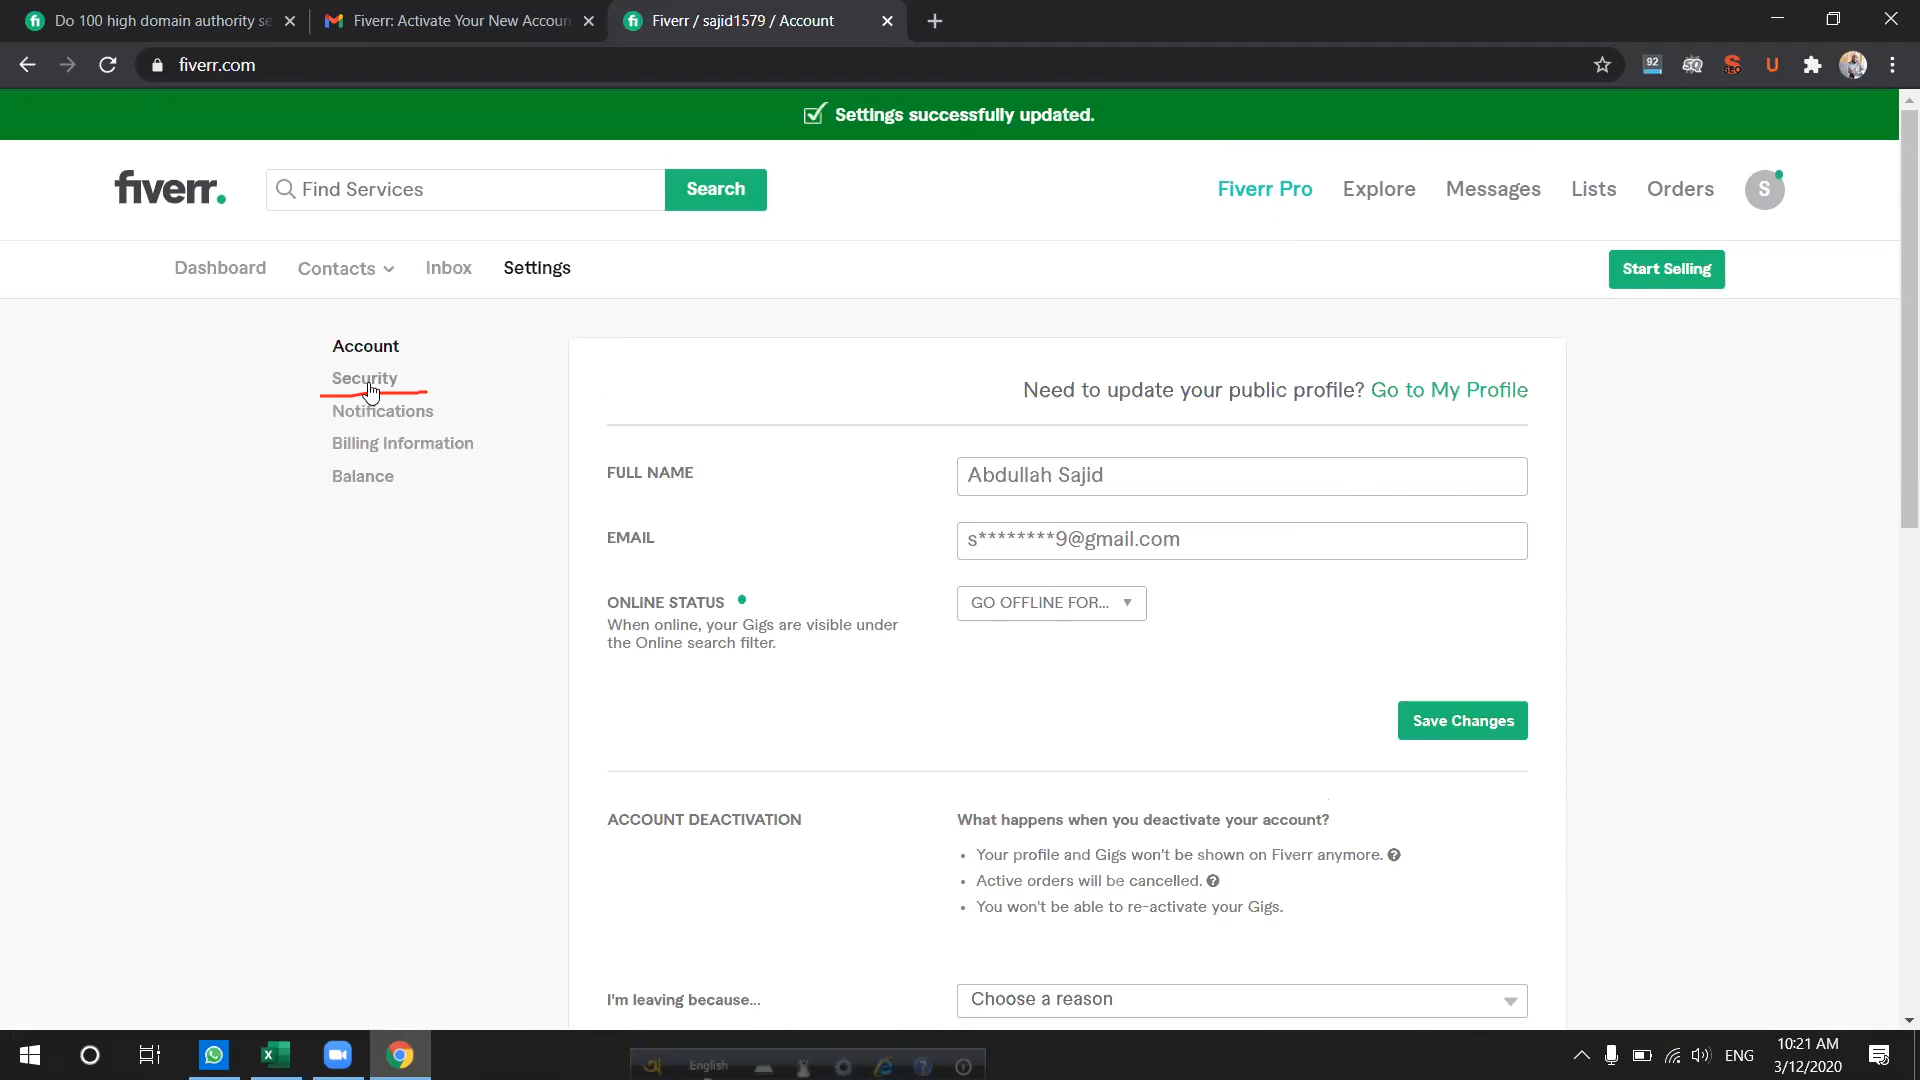 Do 100 high domain authority se
Fiverr: Activate Your New Accoun
Fiverr / sajid1579 / Account
fiverr.com
92
SEO
U
Settings successfully updated.
fiverr.
Find Services
Search
Fiverr Pro
Explore
Messages
Lists
Orders
S
Dashboard
Contacts
Inbox
Settings
Start Selling
Account
Security
Notifications
Billing Information
Balance
Need to update your public profile? Go to My Profile
FULL NAME
Abdullah Sajid
EMAIL
s********9@gmail.com
ONLINE STATUS
GO OFFLINE FOR...
When online, your Gigs are visible under
the Online search filter.
Save Changes
ACCOUNT DEACTIVATION
What happens when you deactivate your account?
• Your profile and Gigs won't be shown on Fiverr anymore.
• Active orders will be cancelled.
• You won't be able to re-activate your Gigs.
I'm leaving because...
Choose a reason
English
ENG
10:21 AM
3/12/2020